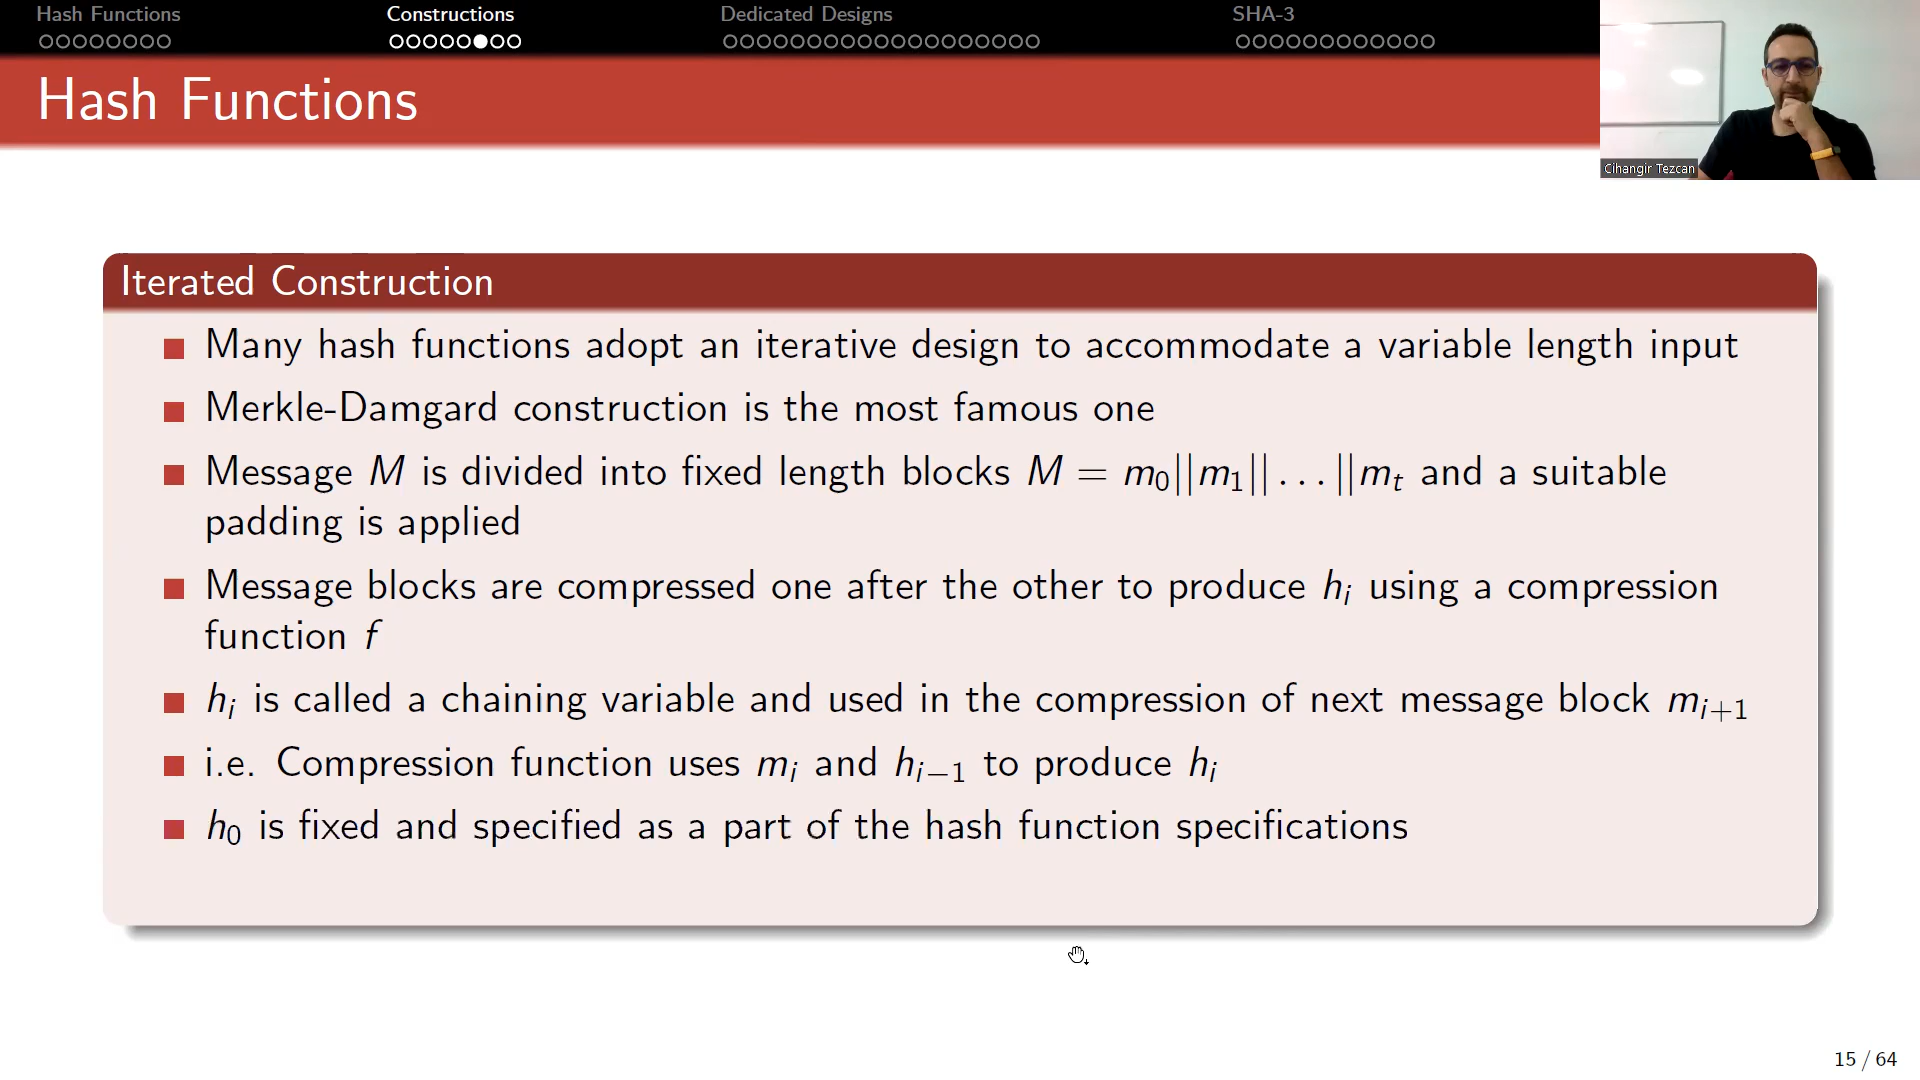 Hash Functions Constructions Dedicated Designs SHA-3
Hash Functions
Cihangir Tezcan
Iterated Construction
Many hash functions adopt an iterative design to accommodate a variable length input
Merkle-Damgard construction is the most famous one
Message M is divided into fixed length blocks M = m₀||m₁||...||mₜ and a suitable
padding is applied
Message blocks are compressed one after the other to produce hᵢ using a compression
function f
hᵢ is called a chaining variable and used in the compression of next message block mᵢ₊₁
i.e. Compression function uses mᵢ and hᵢ₋₁ to produce hᵢ
h₀ is fixed and specified as a part of the hash function specifications
15 / 64